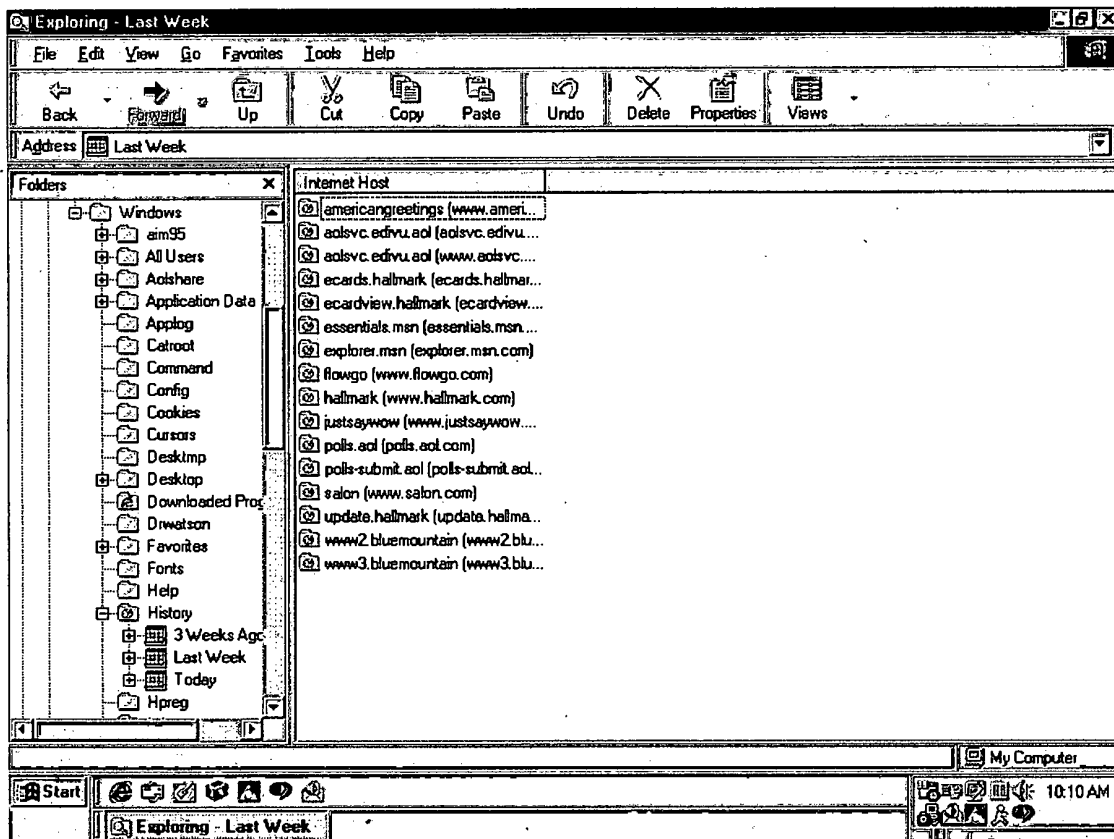 Exploring - Last Week
File Edit View Go Favorites Tools Help
Back Forward Up Cut Copy Paste Undo Delete Properties Views
Address Last Week
Folders
Windows
aim95
All Users
Aolshare
Application Data
Applog
Catroot
Command
Config
Cookies
Cursors
Desktmp
Desktop
Downloaded Prog
Drwatson
Favorites
Fonts
Help
History
3 Weeks Ago
Last Week
Today
Hpreg
Internet Host
americangreetings (www.ameri...
aolsvc.edivu.aol (aolsvc.edivu....
aolsvc.edivu.aol (www.aolsvc....
ecards.hallmark (ecards.hallmar...
ecardview.hallmark (ecardview....
essentials.msn (essentials.msn....
explorer.msn (explorer.msn.com)
flowgo (www.flowgo.com)
hallmark (www.hallmark.com)
justsaywow (www.justsaywow....
polls.aol (polls.aol.com)
polls-submit.aol (polls-submit.aol...
salon (www.salon.com)
update.hallmark (update.hallma...
www2.bluemountain (www2.blu...
www3.bluemountain (www3.blu...
My Computer
Start 10:10 AM
Exploring - Last Week